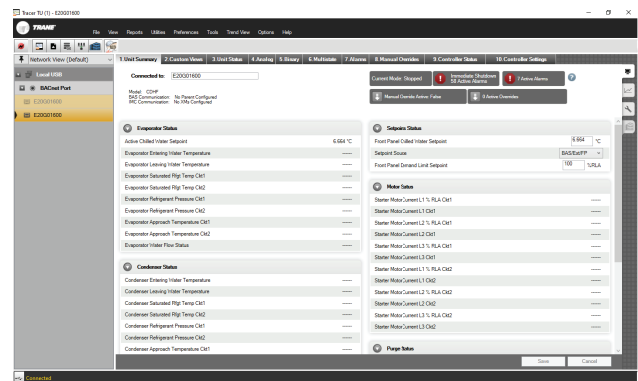 Tracer TU (1) - E20G01600
TRANE
File View Reports Utilities Preferences Tools Trend View Options Help
Network View (Default)
1.Unit Summary 2.Custom Views 3.Unit Status 4.Analog 5.Binary 6.Multistate 7.Alarms 8.Manual Overrides 9.Controller Status 10.Controller Settings
Local USB
BACnet Port
E20G01600
E20G01600
Connected to: E20G01600
Model: CDHF
BAS Communication: No Parent Configured
IMC Communication: No XMs Configured
Current Mode: Stopped
Immediate Shutdown
58 Active Alarms
? Active Alarms
Manual Override Active: False
0 Active Overrides
Evaporator Status
Active Chilled Water Setpoint 6.664 °C
Evaporator Entering Water Temperature -----
Evaporator Leaving Water Temperature -----
Evaporator Saturated Rfgt Temp Ckt1 -----
Evaporator Saturated Rfgt Temp Ckt2 -----
Evaporator Refrigerant Pressure Ckt1 -----
Evaporator Refrigerant Pressure Ckt2 -----
Evaporator Approach Temperature Ckt1 -----
Evaporator Approach Temperature Ckt2 -----
Evaporator Water Flow Status -----
Condenser Status
Condenser Entering Water Temperature -----
Condenser Leaving Water Temperature -----
Condenser Saturated Rfgt Temp Ckt1 -----
Condenser Saturated Rfgt Temp Ckt2 -----
Condenser Refrigerant Pressure Ckt1 -----
Condenser Refrigerant Pressure Ckt2 -----
Condenser Approach Temperature Ckt1 -----
Setpoints Status
Front Panel Chilled Water Setpoint 6.664 °C
Setpoint Source BAS/Ext/FP
Front Panel Demand Limit Setpoint 100 %RLA
Motor Status
Starter Motor Current L1 % RLA Ckt1 -----
Starter Motor Current L1 Ckt1 -----
Starter Motor Current L2 % RLA Ckt1 -----
Starter Motor Current L2 Ckt1 -----
Starter Motor Current L3 % RLA Ckt1 -----
Starter Motor Current L3 Ckt1 -----
Starter Motor Current L1 % RLA Ckt2 -----
Starter Motor Current L1 Ckt2 -----
Starter Motor Current L2 % RLA Ckt2 -----
Starter Motor Current L2 Ckt2 -----
Starter Motor Current L3 % RLA Ckt2 -----
Starter Motor Current L3 Ckt2 -----
Purge Status
Save Cancel
Connected